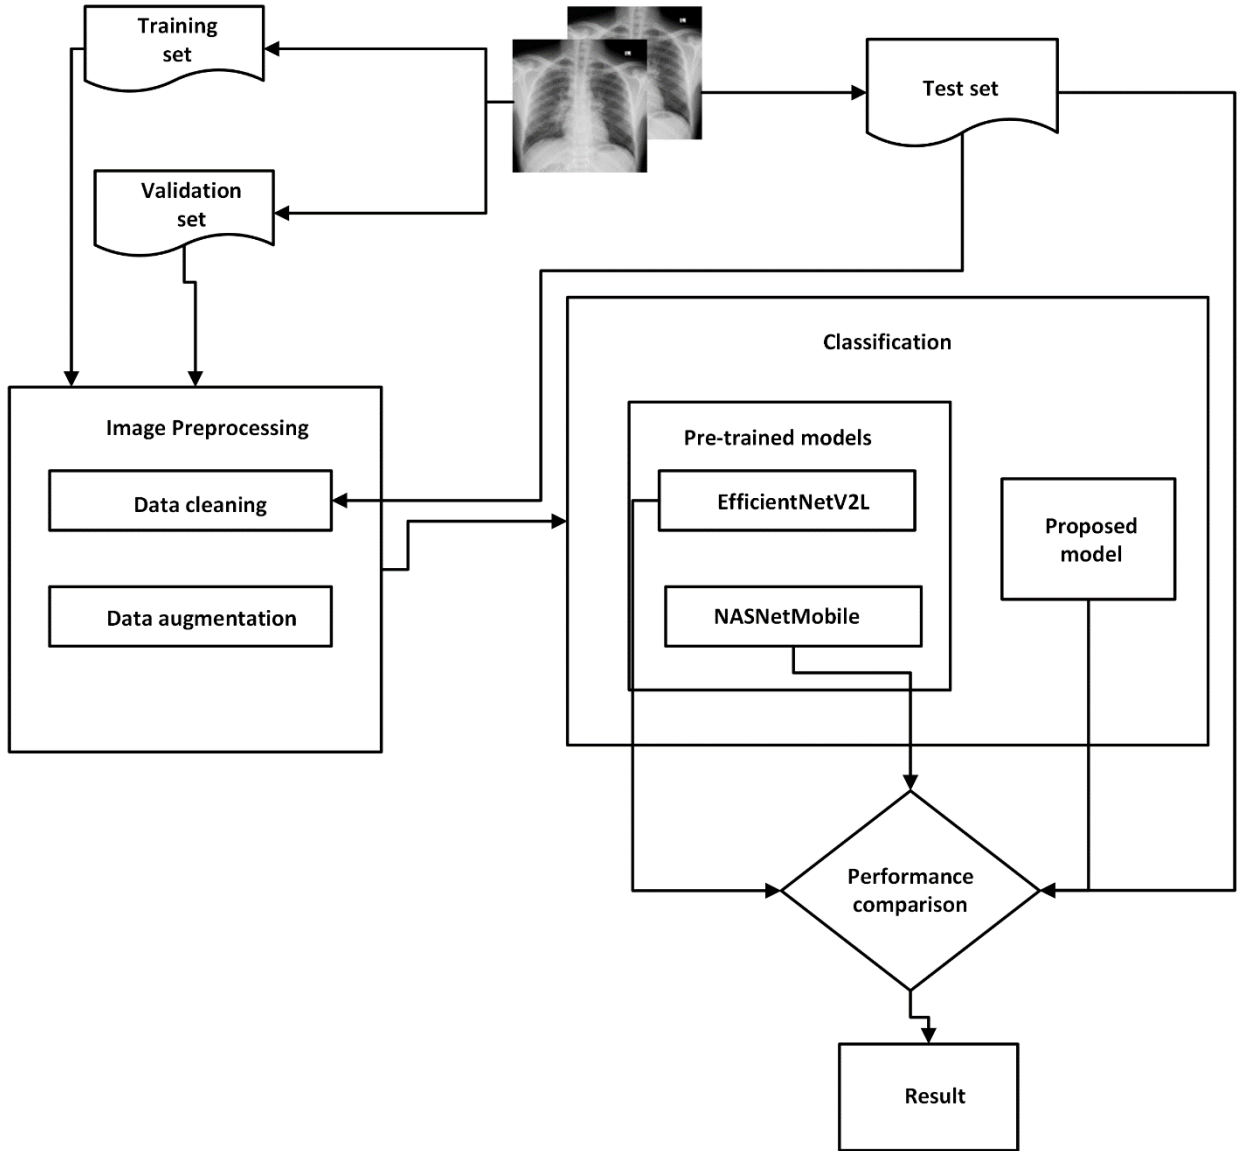 Training
set
Test set
Validation
set
Classification
Image Preprocessing
Pre-trained models
Data cleaning
EfficientNetV2L
Proposed
model
Data augmentation
NASNetMobile
Performance
comparison
Result